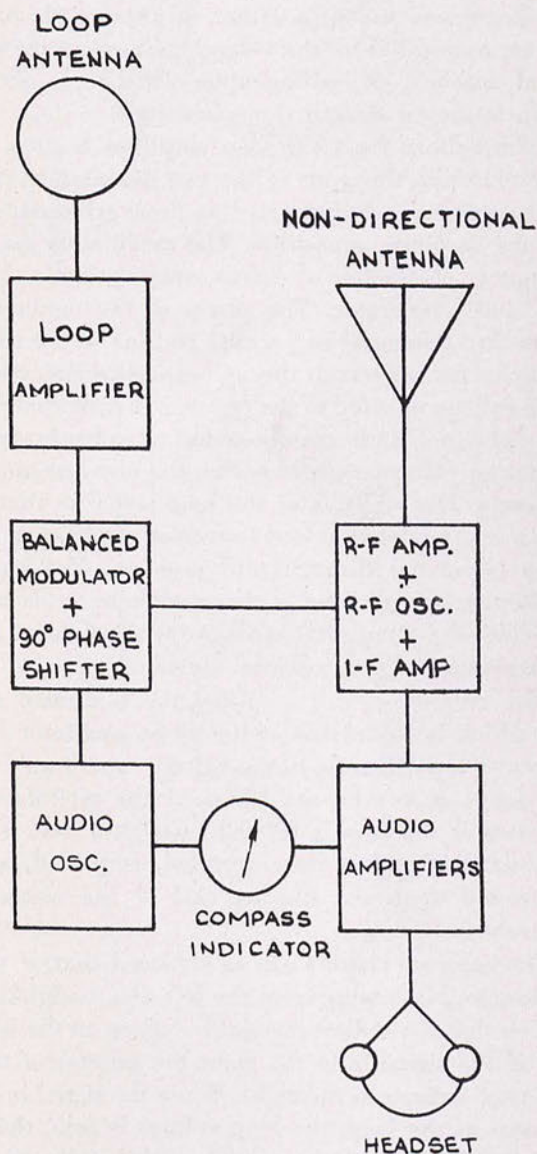 LOOP
ANTENNA
NON-DIRECTIONAL
ANTENNA
LOOP
AMPLIFIER
BALANCED
MODULATOR
+
90° PHASE
SHIFTER
R-F AMP.
+
R-F OSC.
+
I-F AMP
AUDIO
OSC.
COMPASS
INDICATOR
AUDIO
AMPLIFIERS
HEADSET